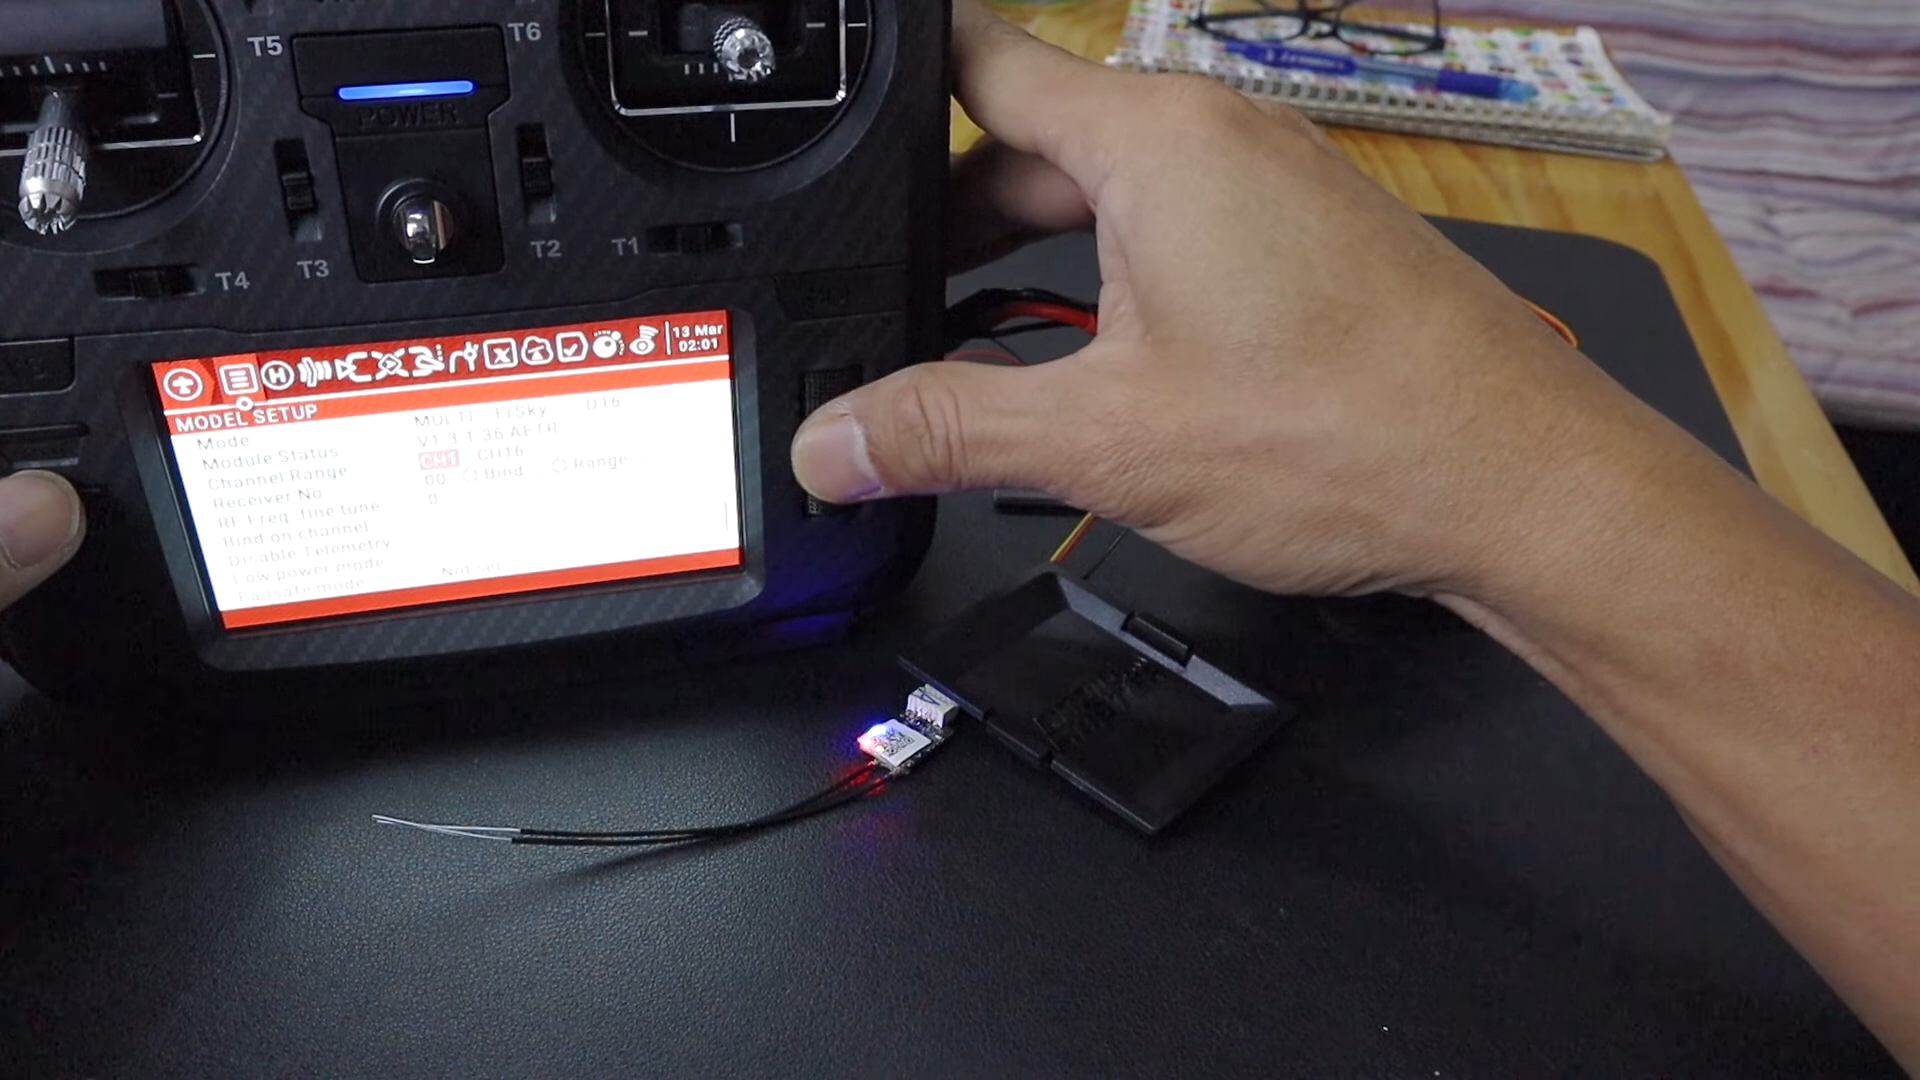 T5
T6
POWER
T3
T2
T1
T4
13 Mar
02:01
MODEL SETUP
Mode MULTI FrSky D16
Module Status V1.3.1.36 AETR
Channel Range CH1 CH16
Receiver No 00 Bind Range
RF Freq. fine tune 0
Bind on channel
Disable Telemetry
Low power mode
Failsafe mode Not set